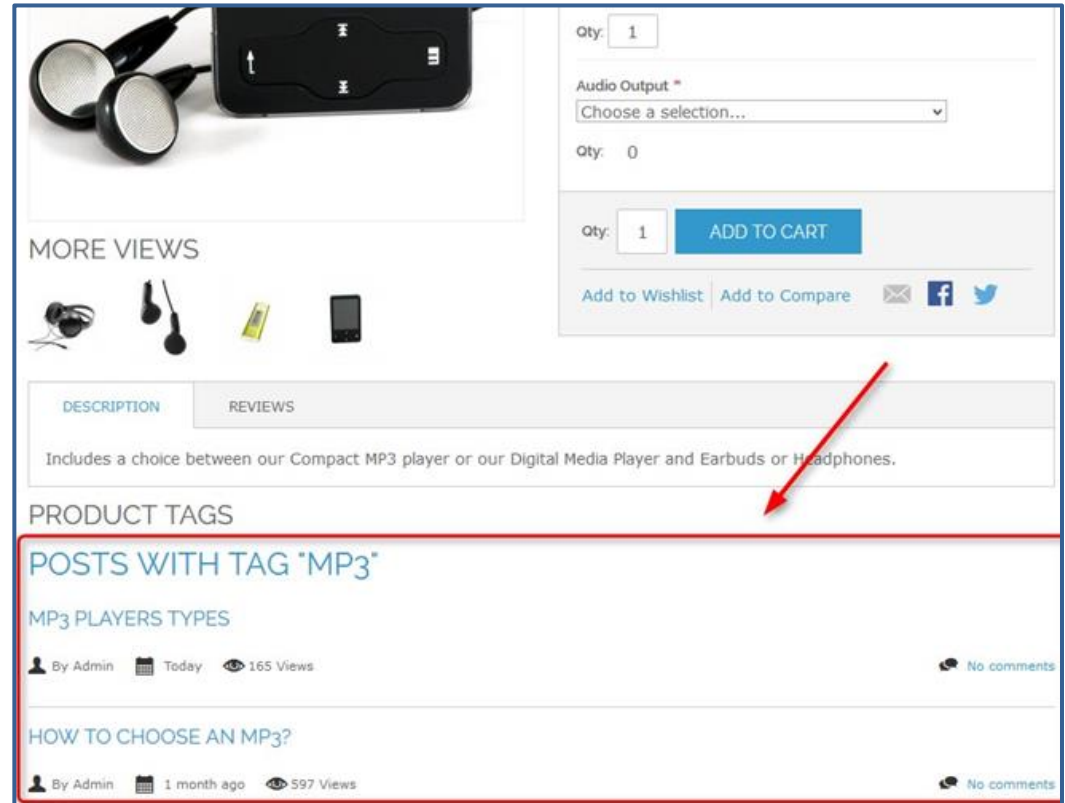 Qty: 1
Audio Output *
Choose a selection...
Qty: 0
Qty: 1 ADD TO CART
Add to Wishlist Add to Compare
MORE VIEWS
DESCRIPTION REVIEWS
Includes a choice between our Compact MP3 player or our Digital Media Player and Earbuds or Headphones.
PRODUCT TAGS
POSTS WITH TAG "MP3"
MP3 PLAYERS TYPES
By Admin Today 165 Views No comments
HOW TO CHOOSE AN MP3?
By Admin 1 month ago 597 Views No comments